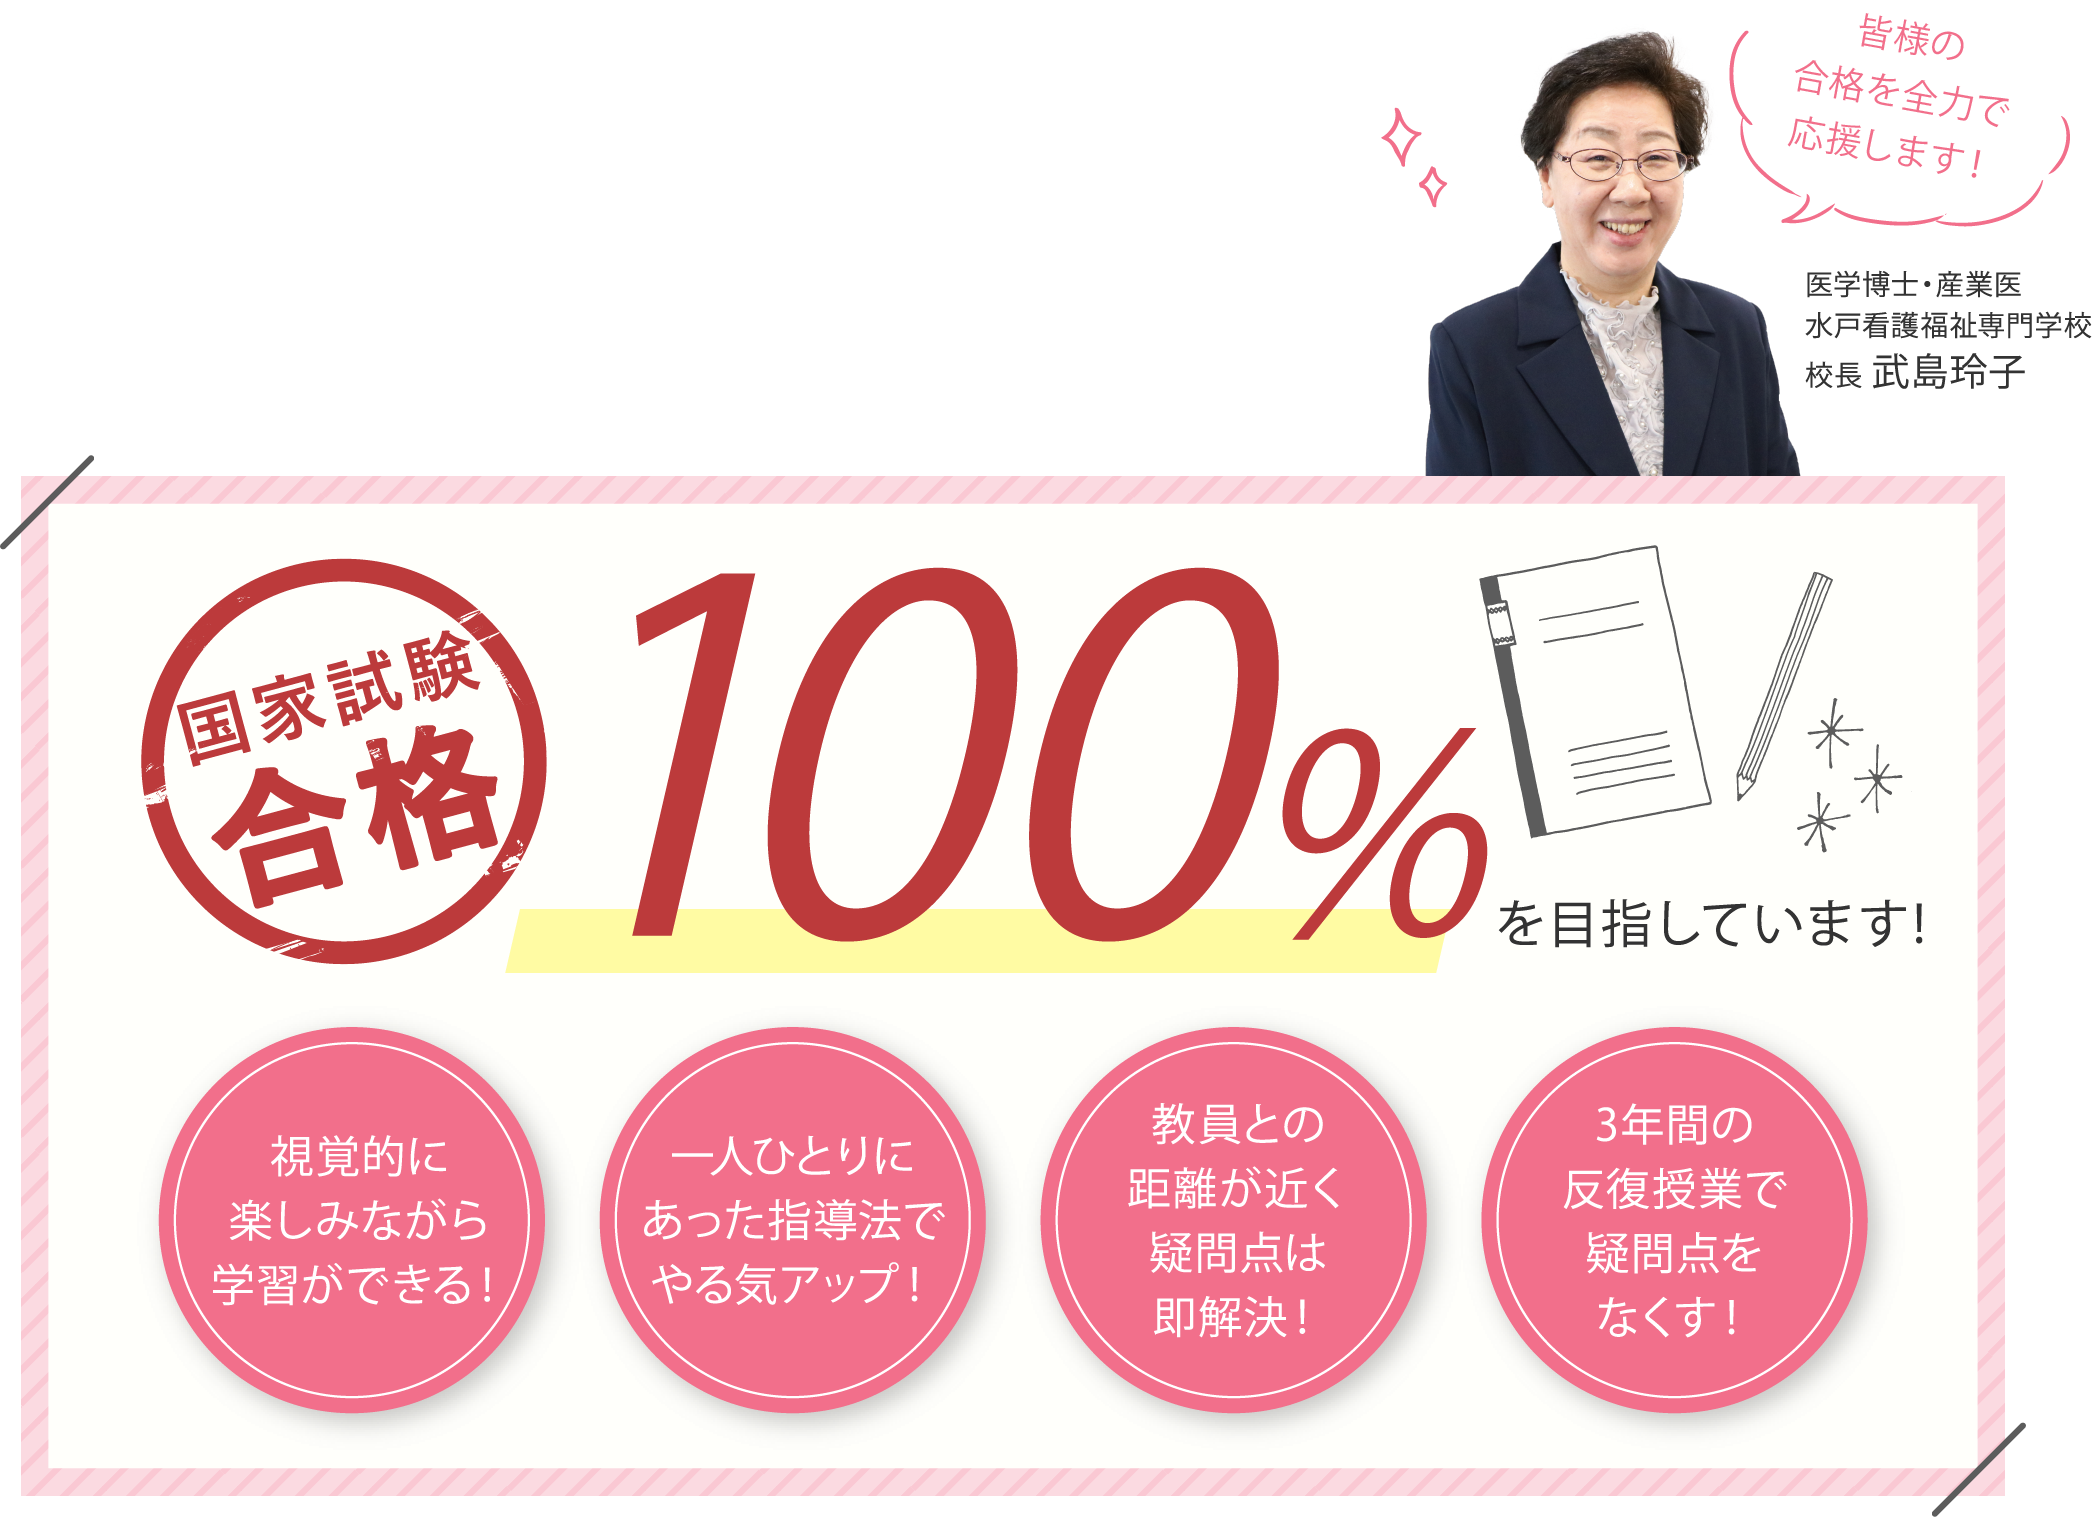 皆様の
合格を全力で
応援します!
医学博士・産業医
水戸看護福祉専門学校
校長 武島玲子
国家試験
合格
100%
を目指しています!
視覚的に
楽しみながら
学習ができる!
一人ひとりに
あった指導法で
やる気アップ!
教員との
距離が近く
疑問点は
即解決!
3年間の
反復授業で
疑問点を
なくす!